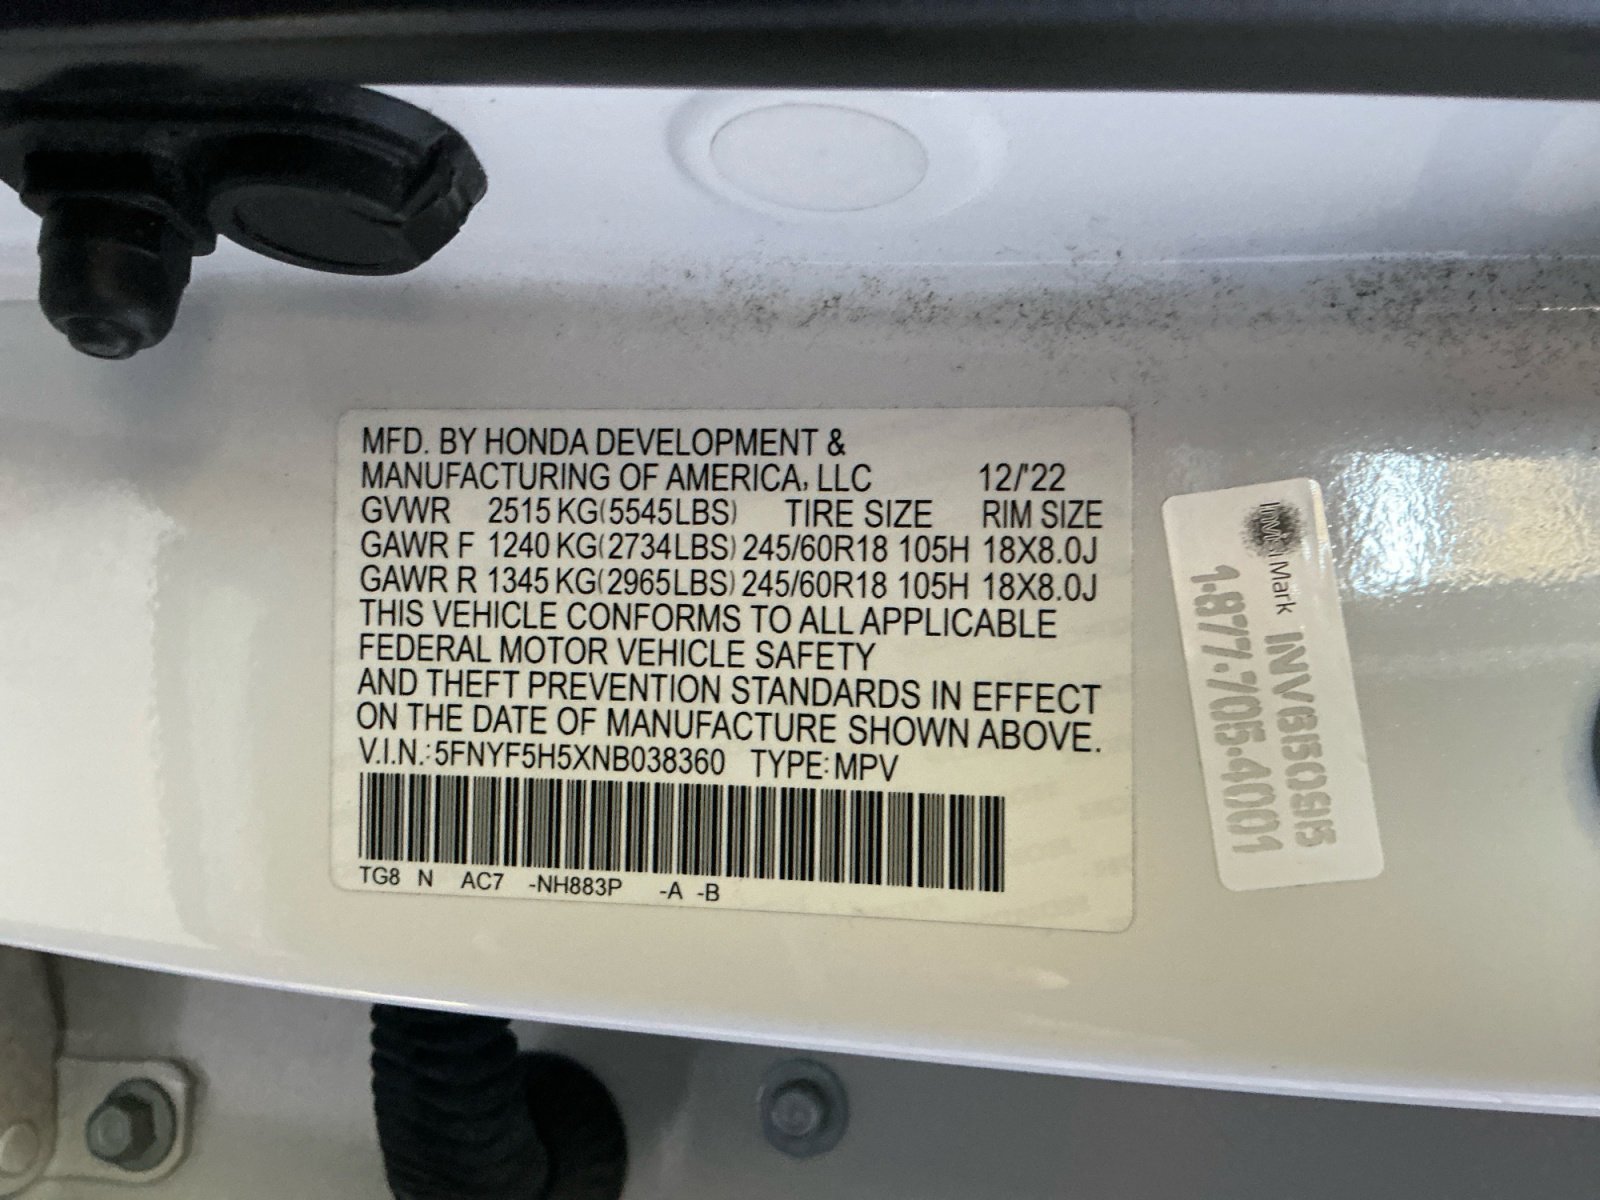 MFD. BY HONDA DEVELOPMENT &
MANUFACTURING OF AMERICA, LLC 12/'22
GVWR 2515 KG(5545LBS) TIRE SIZE RIM SIZE
GAWR F 1240 KG(2734LBS) 245/60R18 105H 18X8.0J
GAWR R 1345 KG(2965LBS) 245/60R18 105H 18X8.0J
THIS VEHICLE CONFORMS TO ALL APPLICABLE
FEDERAL MOTOR VEHICLE SAFETY
AND THEFT PREVENTION STANDARDS IN EFFECT
ON THE DATE OF MANUFACTURE SHOWN ABOVE.
V.I.N.: 5FNYF5H5XNB038360 TYPE: MPV
TG8 N AC7 -NH883P -A -B
Mark
1.877.705.4001